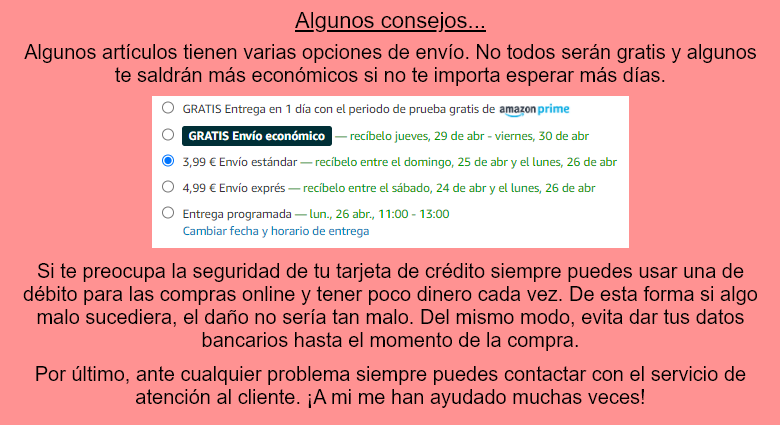 Algunos consejos...
Algunos artículos tienen varias opciones de envío. No todos serán gratis y algunos
te saldrán más económicos si no te importa esperar más días.
GRATIS Entrega en 1 día con el periodo de prueba gratis de amazon prime
GRATIS Envío económico — recíbelo jueves, 29 de abr - viernes, 30 de abr
3,99 € Envío estándar — recíbelo entre el domingo, 25 de abr y el lunes, 26 de abr
4,99 € Envío exprés — recíbelo entre el sábado, 24 de abr y el lunes, 26 de abr
Entrega programada — lun., 26 abr., 11:00 - 13:00
Cambiar fecha y horario de entrega
Si te preocupa la seguridad de tu tarjeta de crédito siempre puedes usar una de
débito para las compras online y tener poco dinero cada vez. De esta forma si algo
malo sucediera, el daño no sería tan malo. Del mismo modo, evita dar tus datos
bancarios hasta el momento de la compra.
Por último, ante cualquier problema siempre puedes contactar con el servicio de
atención al cliente. ¡A mi me han ayudado muchas veces!